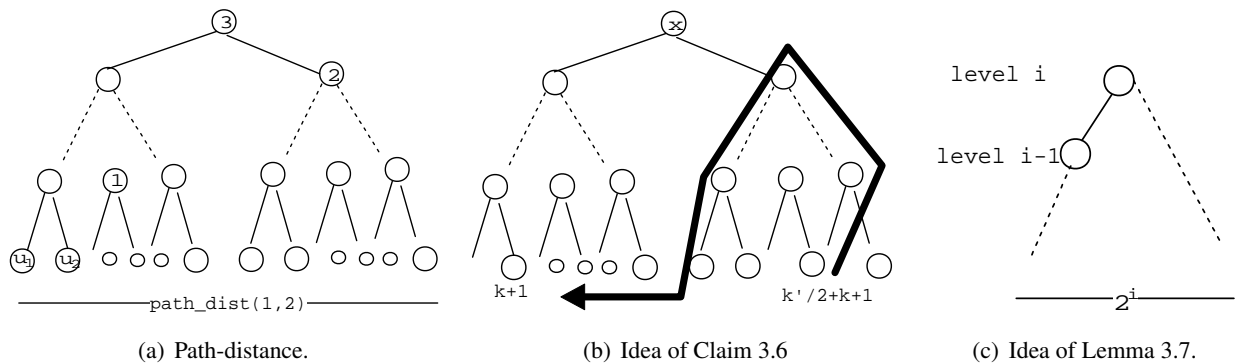 3
2
1
u1
u2
path_dist(1,2)
(a) Path-distance.
x
k+1
k'/2+k+1
(b) Idea of Claim 3.6
level i
level i-1
2^i
(c) Idea of Lemma 3.7.